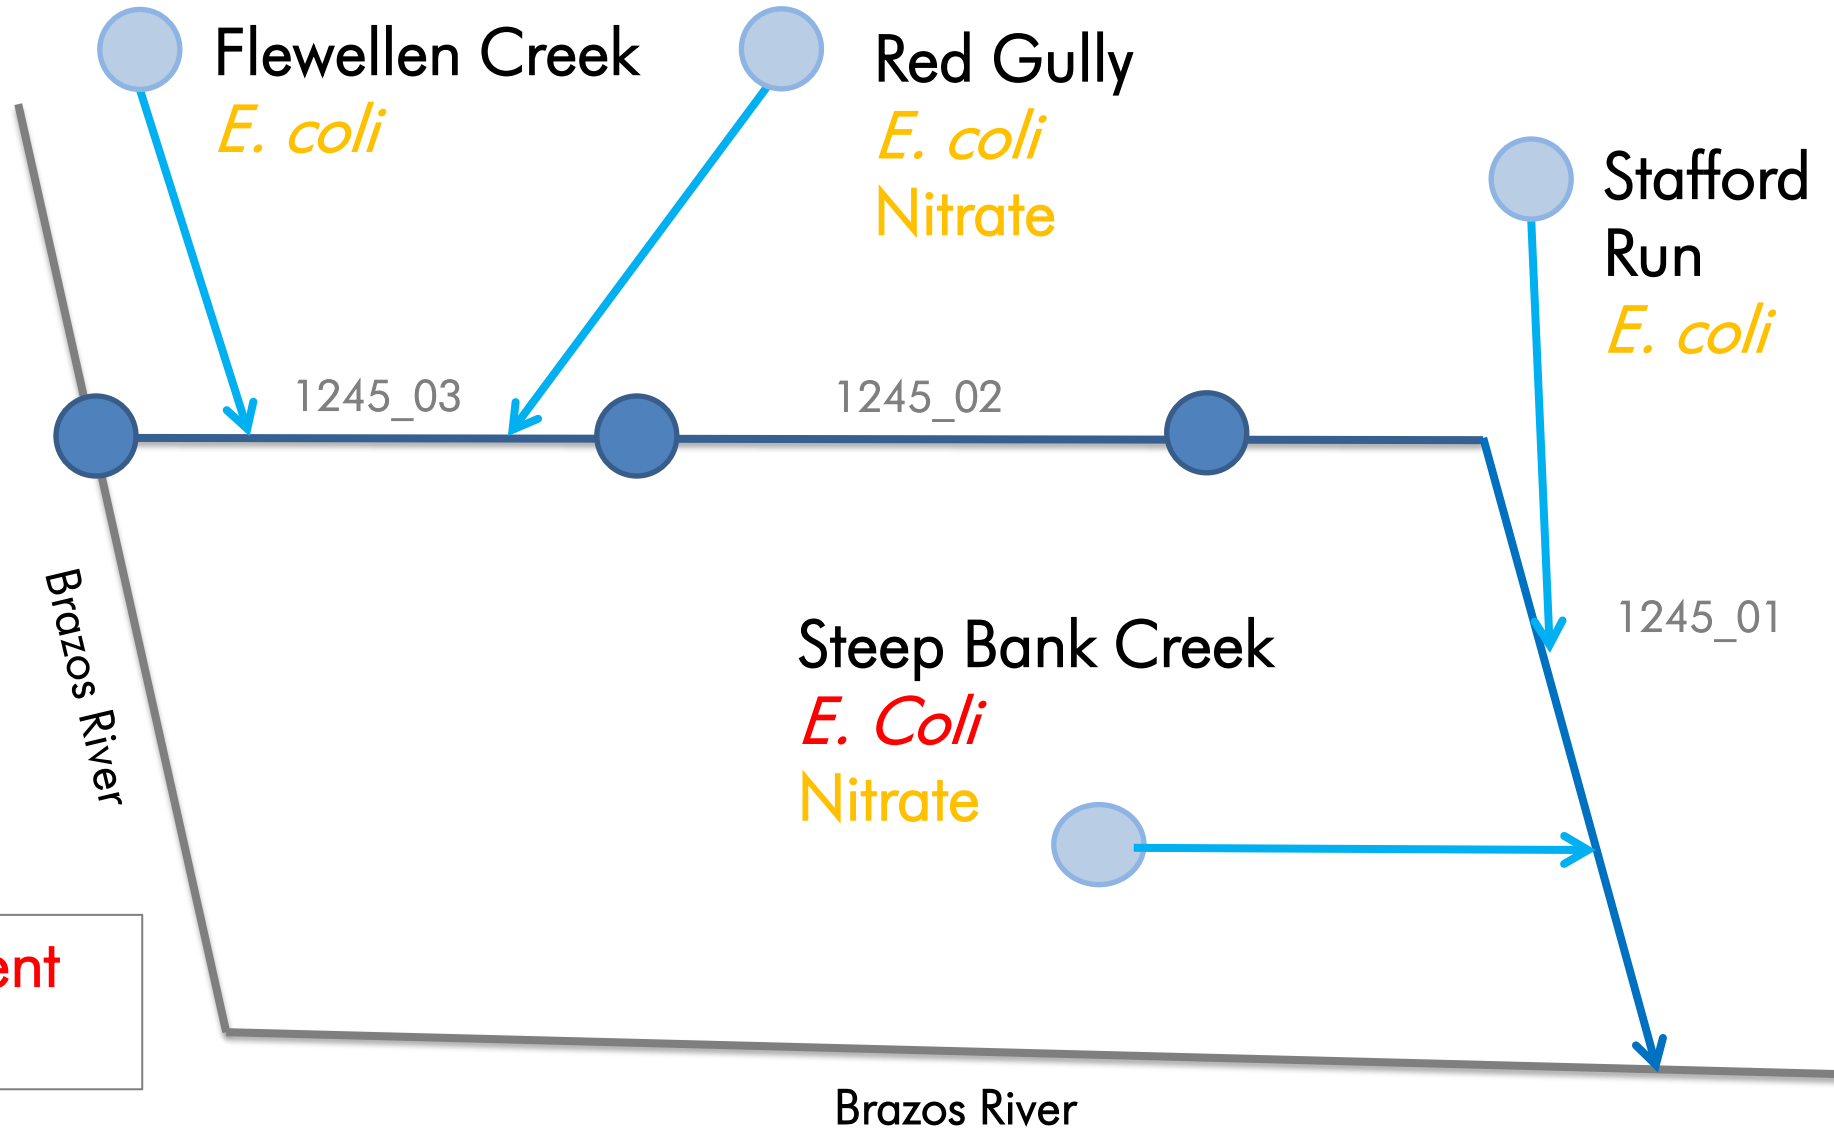 Flewellen Creek
E. coli
Red Gully
E. coli
Nitrate
Stafford
Run
E. coli
1245_03
1245_02
1245_01
Brazos River
Steep Bank Creek
E. Coli
Nitrate
Brazos River